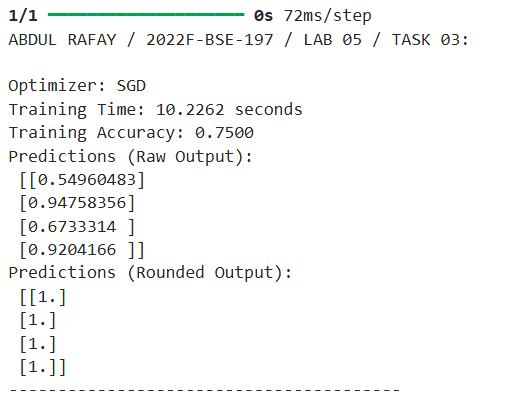 1/1 ━━━━━━━━━━━━━━━━━━━━ 0s 72ms/step
ABDUL RAFAY / 2022F-BSE-197 / LAB 05 / TASK 03:
Optimizer: SGD
Training Time: 10.2262 seconds
Training Accuracy: 0.7500
Predictions (Raw Output):
[[0.54960483]
[0.94758356]
[0.6733314 ]
[0.9204166 ]]
Predictions (Rounded Output):
[[1.]
[1.]
[1.]
[1.]]
----------------------------------------